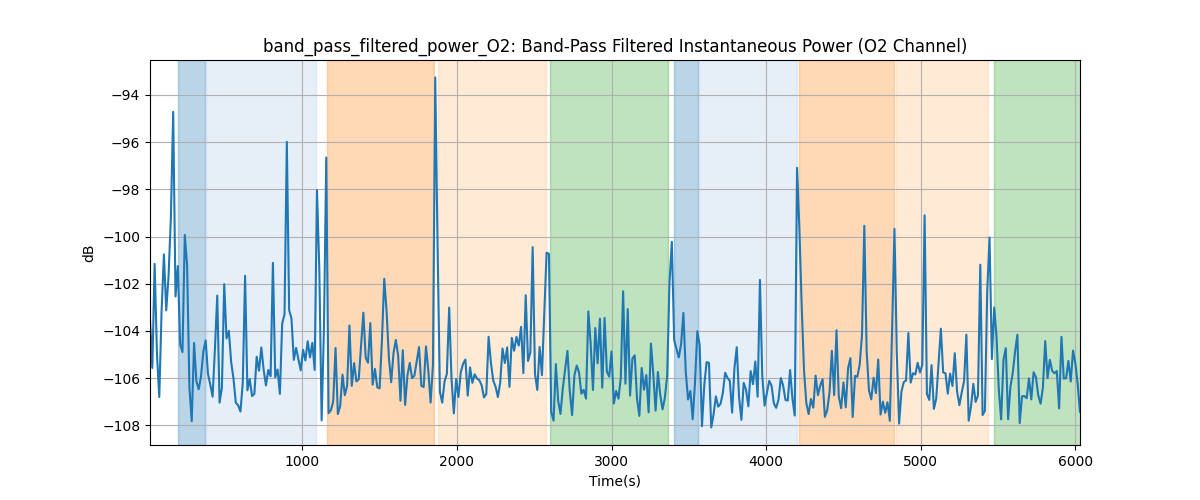 band_pass_filtered_power_O2: Band-Pass Filtered Instantaneous Power (O2 Channel)
−94
−96
−98
−100
−102
−104
−106
−108
dB
1000 2000 3000 4000 5000 6000
Time(s)